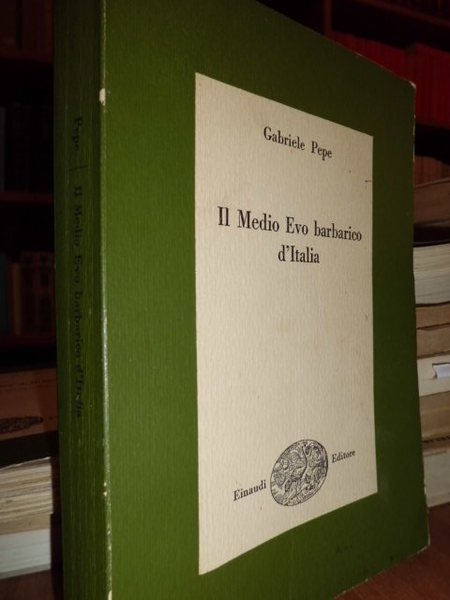 Gabriele Pepe
Il Medio Evo barbarico
d'Italia
Einaudi Editore
Pepe Il Medio Evo barbarico d'Italia